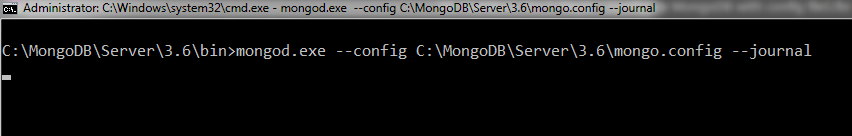 Administrator: C:\Windows\system32\cmd.exe - mongod.exe --config C:\MongoDB\Server\3.6\mongo.config --journal
C:\MongoDB\Server\3.6\bin>mongod.exe --config C:\MongoDB\Server\3.6\mongo.config --journal